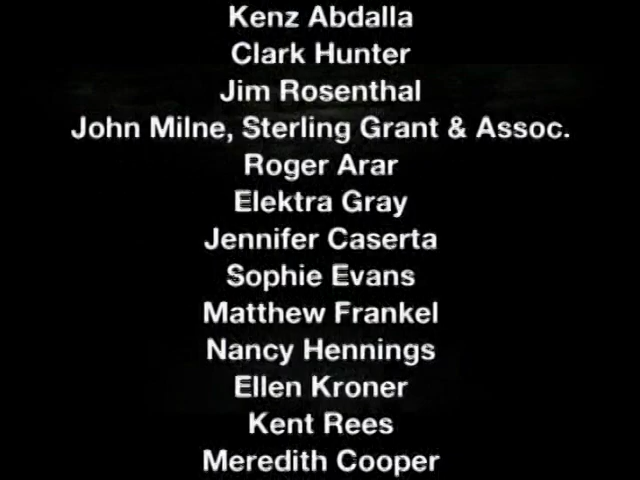 Kenz Abdalla
Clark Hunter
Jim Rosenthal
John Milne, Sterling Grant & Assoc.
Roger Arar
Elektra Gray
Jennifer Caserta
Sophie Evans
Matthew Frankel
Nancy Hennings
Ellen Kroner
Kent Rees
Meredith Cooper